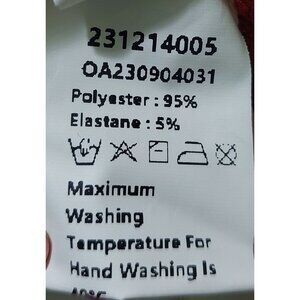 231214005
OA230904031
Polyester : 95%
Elastane : 5%
Maximum
Washing
Temperature For
Hand Washing Is